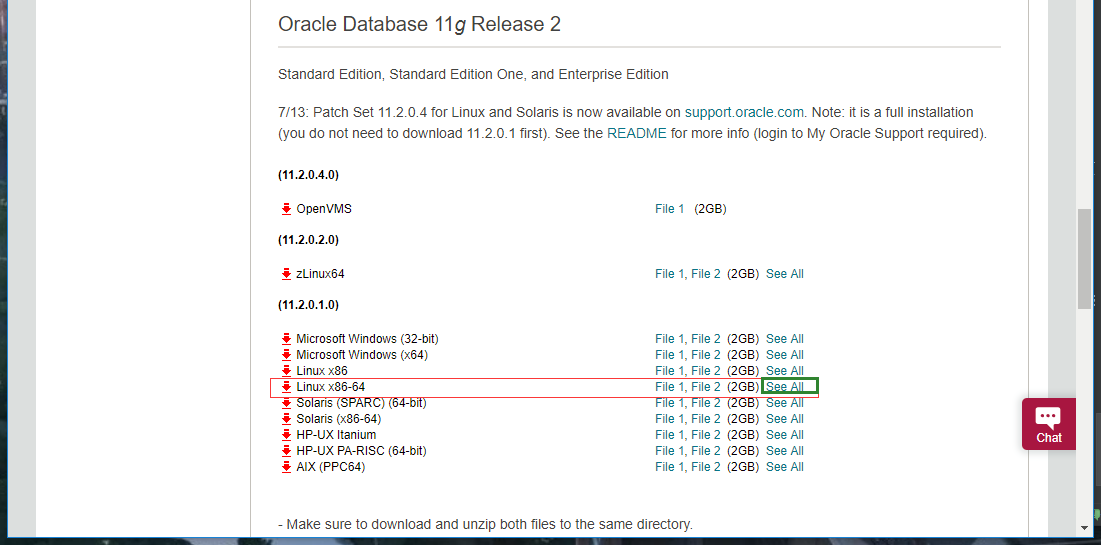 Oracle Database 11g Release 2
Standard Edition, Standard Edition One, and Enterprise Edition
7/13: Patch Set 11.2.0.4 for Linux and Solaris is now available on support.oracle.com. Note: it is a full installation
(you do not need to download 11.2.0.1 first). See the README for more info (login to My Oracle Support required).
(11.2.0.4.0)
OpenVMS File 1 (2GB)
(11.2.0.2.0)
zLinux64 File 1, File 2 (2GB) See All
(11.2.0.1.0)
Microsoft Windows (32-bit) File 1, File 2 (2GB) See All
Microsoft Windows (x64) File 1, File 2 (2GB) See All
Linux x86 File 1, File 2 (2GB) See All
Linux x86-64 File 1, File 2 (2GB) See All
Solaris (SPARC) (64-bit) File 1, File 2 (2GB) See All
Solaris (x86-64) File 1, File 2 (2GB) See All
HP-UX Itanium File 1, File 2 (2GB) See All
HP-UX PA-RISC (64-bit) File 1, File 2 (2GB) See All
AIX (PPC64) File 1, File 2 (2GB) See All
Chat
- Make sure to download and unzip both files to the same directory.